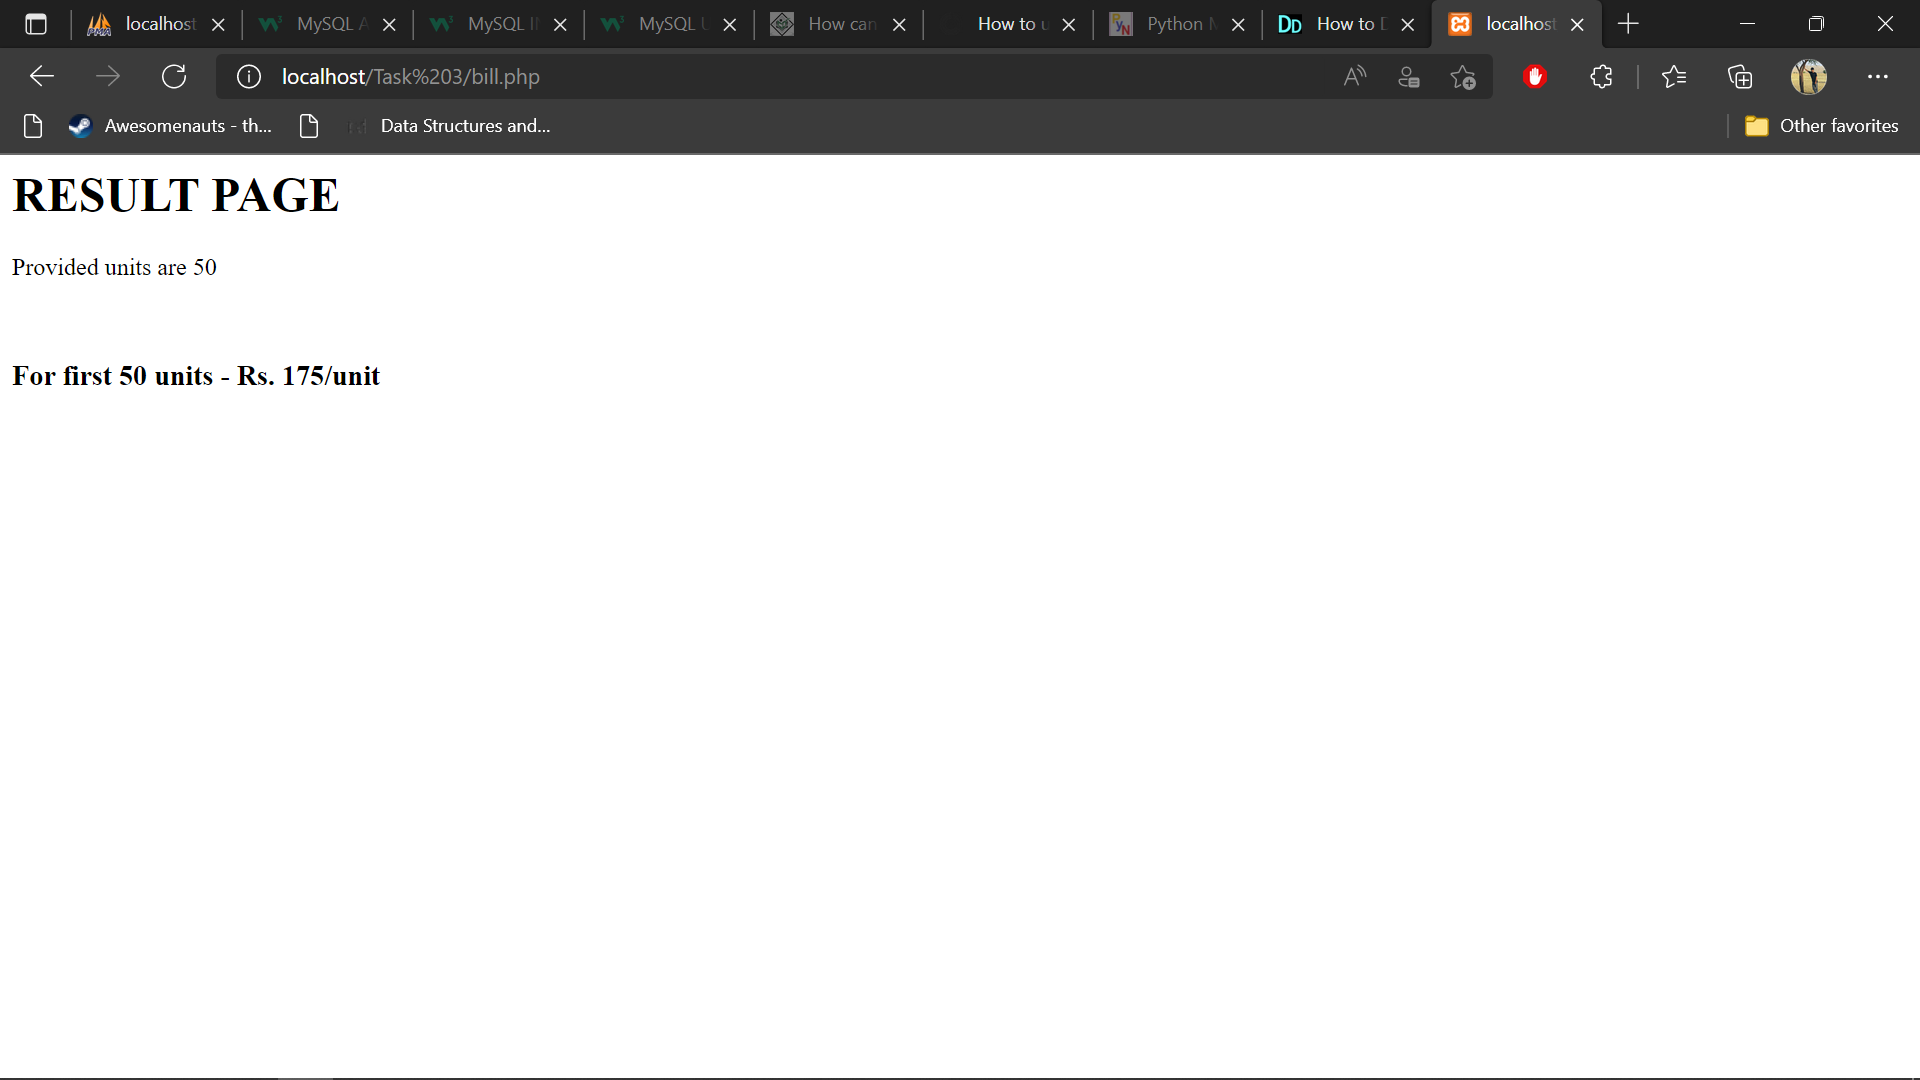 localhost
MySQL A
MySQL I
MySQL U
How can
How to u
Python M
How to D
localhost
localhost/Task%203/bill.php
Awesomenauts - th...
Data Structures and...
Other favorites
RESULT PAGE
Provided units are 50
For first 50 units - Rs. 175/unit